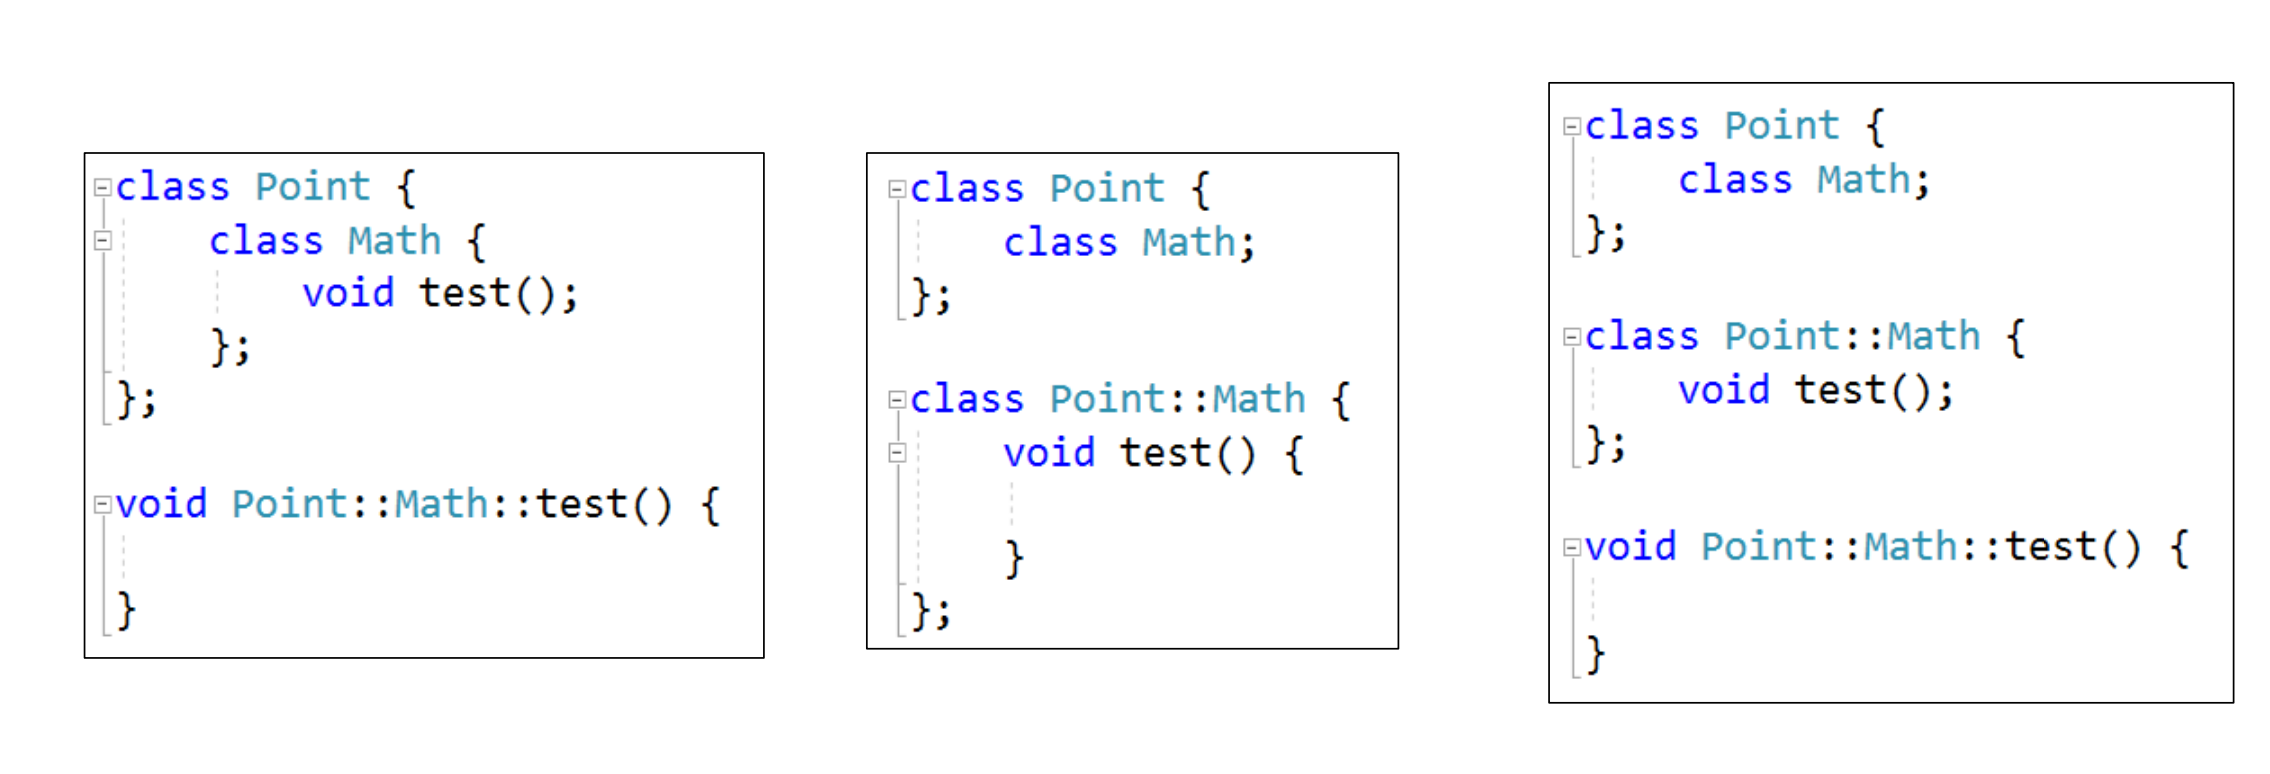 class Point {
    class Math {
        void test();
    };
};
void Point::Math::test() {
}
class Point {
    class Math;
};
class Point::Math {
    void test() {
    }
};
class Point {
    class Math;
};
class Point::Math {
    void test();
};
void Point::Math::test() {
}